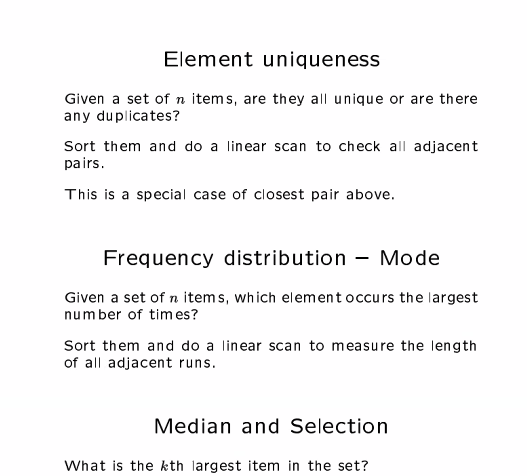 Element uniqueness
Given a set of n items, are they all unique or are there
any duplicates?
Sort them and do a linear scan to check all adjacent
pairs.
This is a special case of closest pair above.
Frequency distribution – Mode
Given a set of n items, which element occurs the largest
number of times?
Sort them and do a linear scan to measure the length
of all adjacent runs.
Median and Selection
What is the kth largest item in the set?